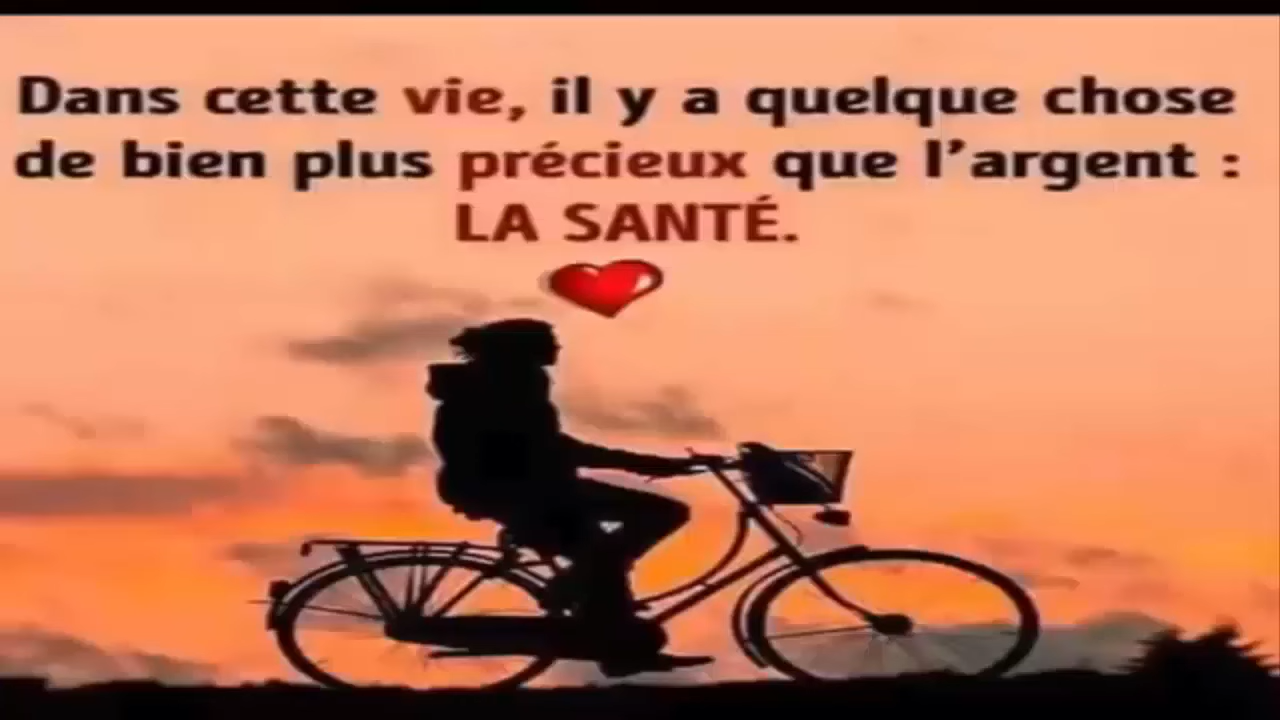 Dans cette vie, il y a quelque chose
de bien plus précieux que l'argent :
LA SANTÉ.